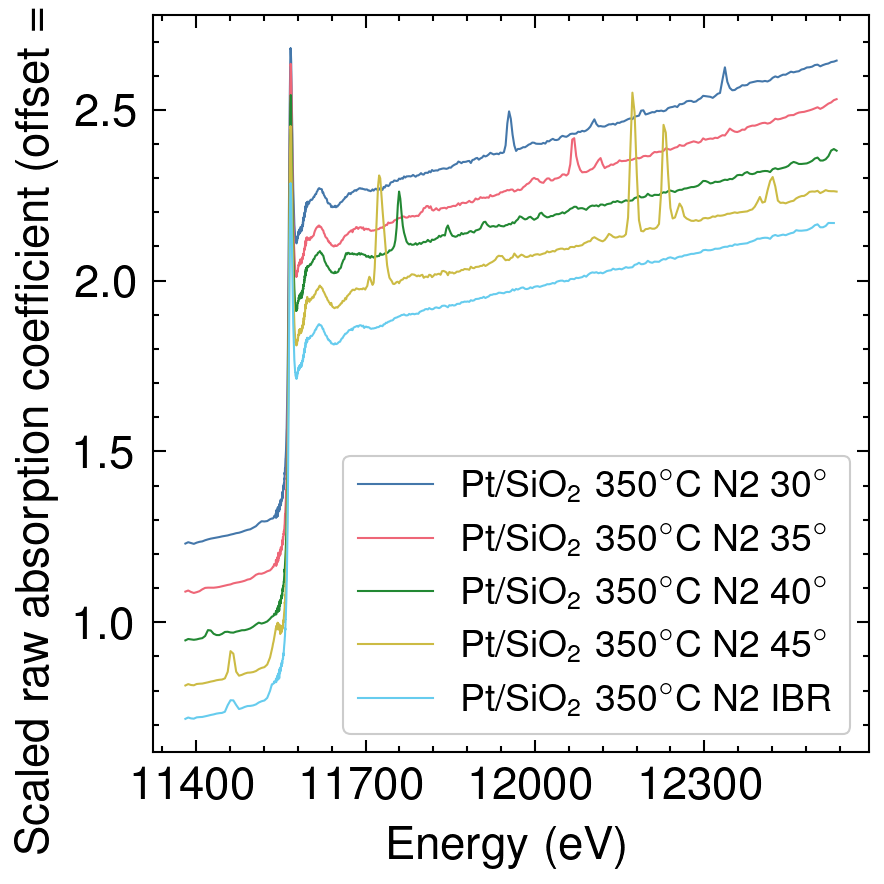 Scaled raw absorption coefficient (offset =
2.5
2.0
1.5
1.0
Pt/SiO₂ 350°C N2 30°
Pt/SiO₂ 350°C N2 35°
Pt/SiO₂ 350°C N2 40°
Pt/SiO₂ 350°C N2 45°
Pt/SiO₂ 350°C N2 IBR
11400 11700 12000 12300
Energy (eV)